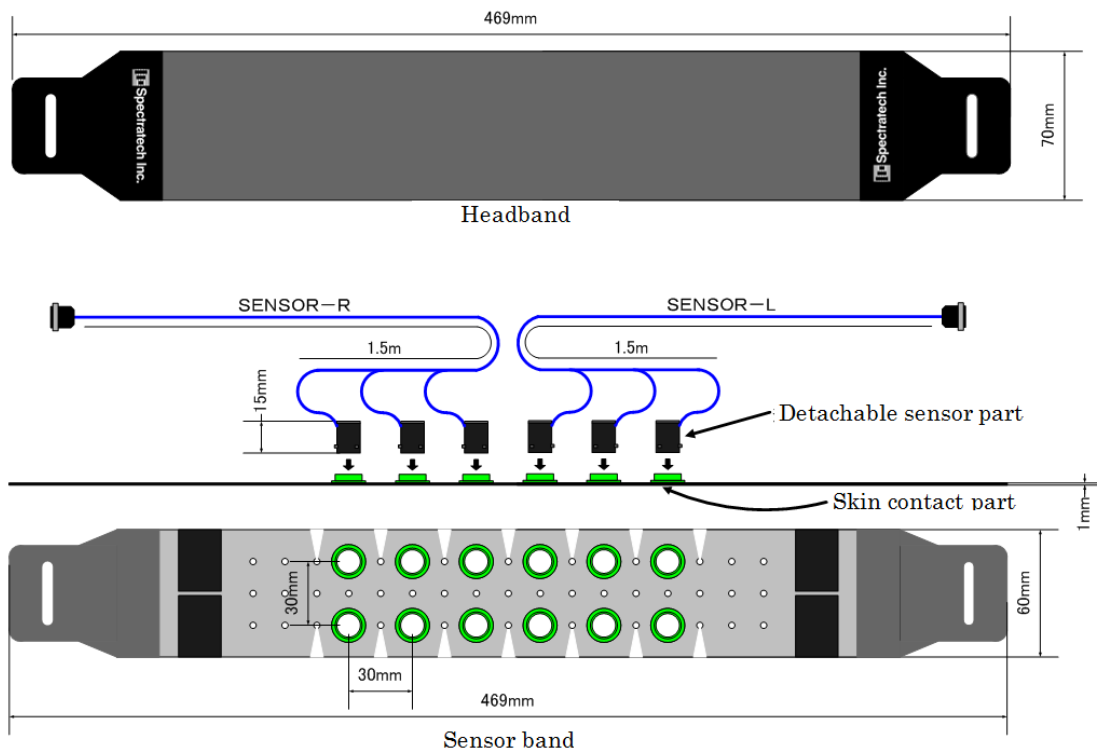 469mm
Spectratech Inc.
Spectratech Inc.
70mm
Headband
SENSOR-R
SENSOR-L
1.5m
1.5m
15mm
Detachable sensor part
Skin contact part
1mm
30mm
60mm
30mm
469mm
Sensor band